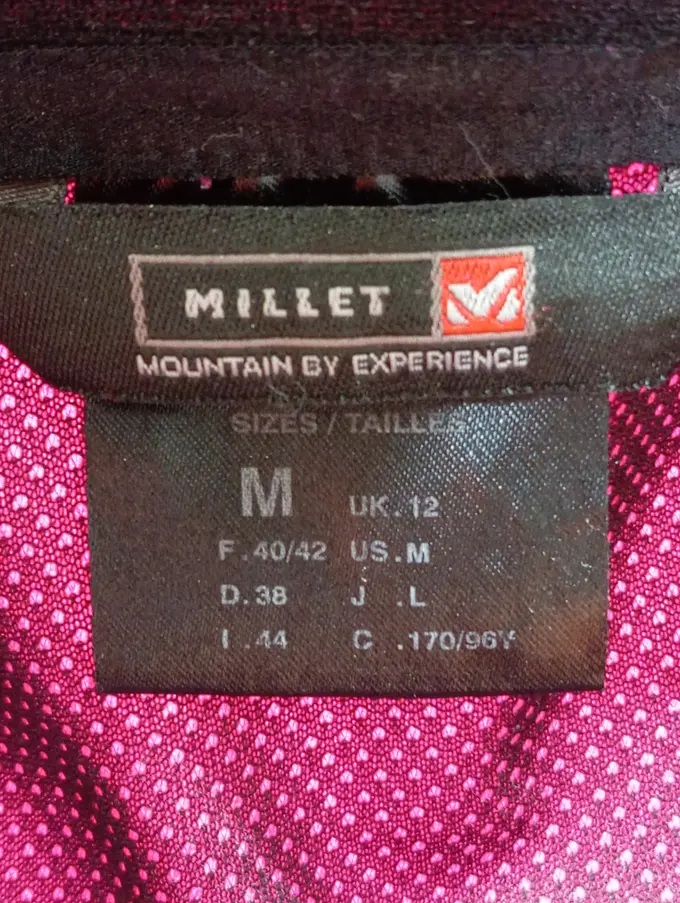 MILLET
MOUNTAIN BY EXPERIENCE
SIZES / TAILLES
M UK.12
F.40/42 US.M
D.38 J.L
I.44 C.170/96Y